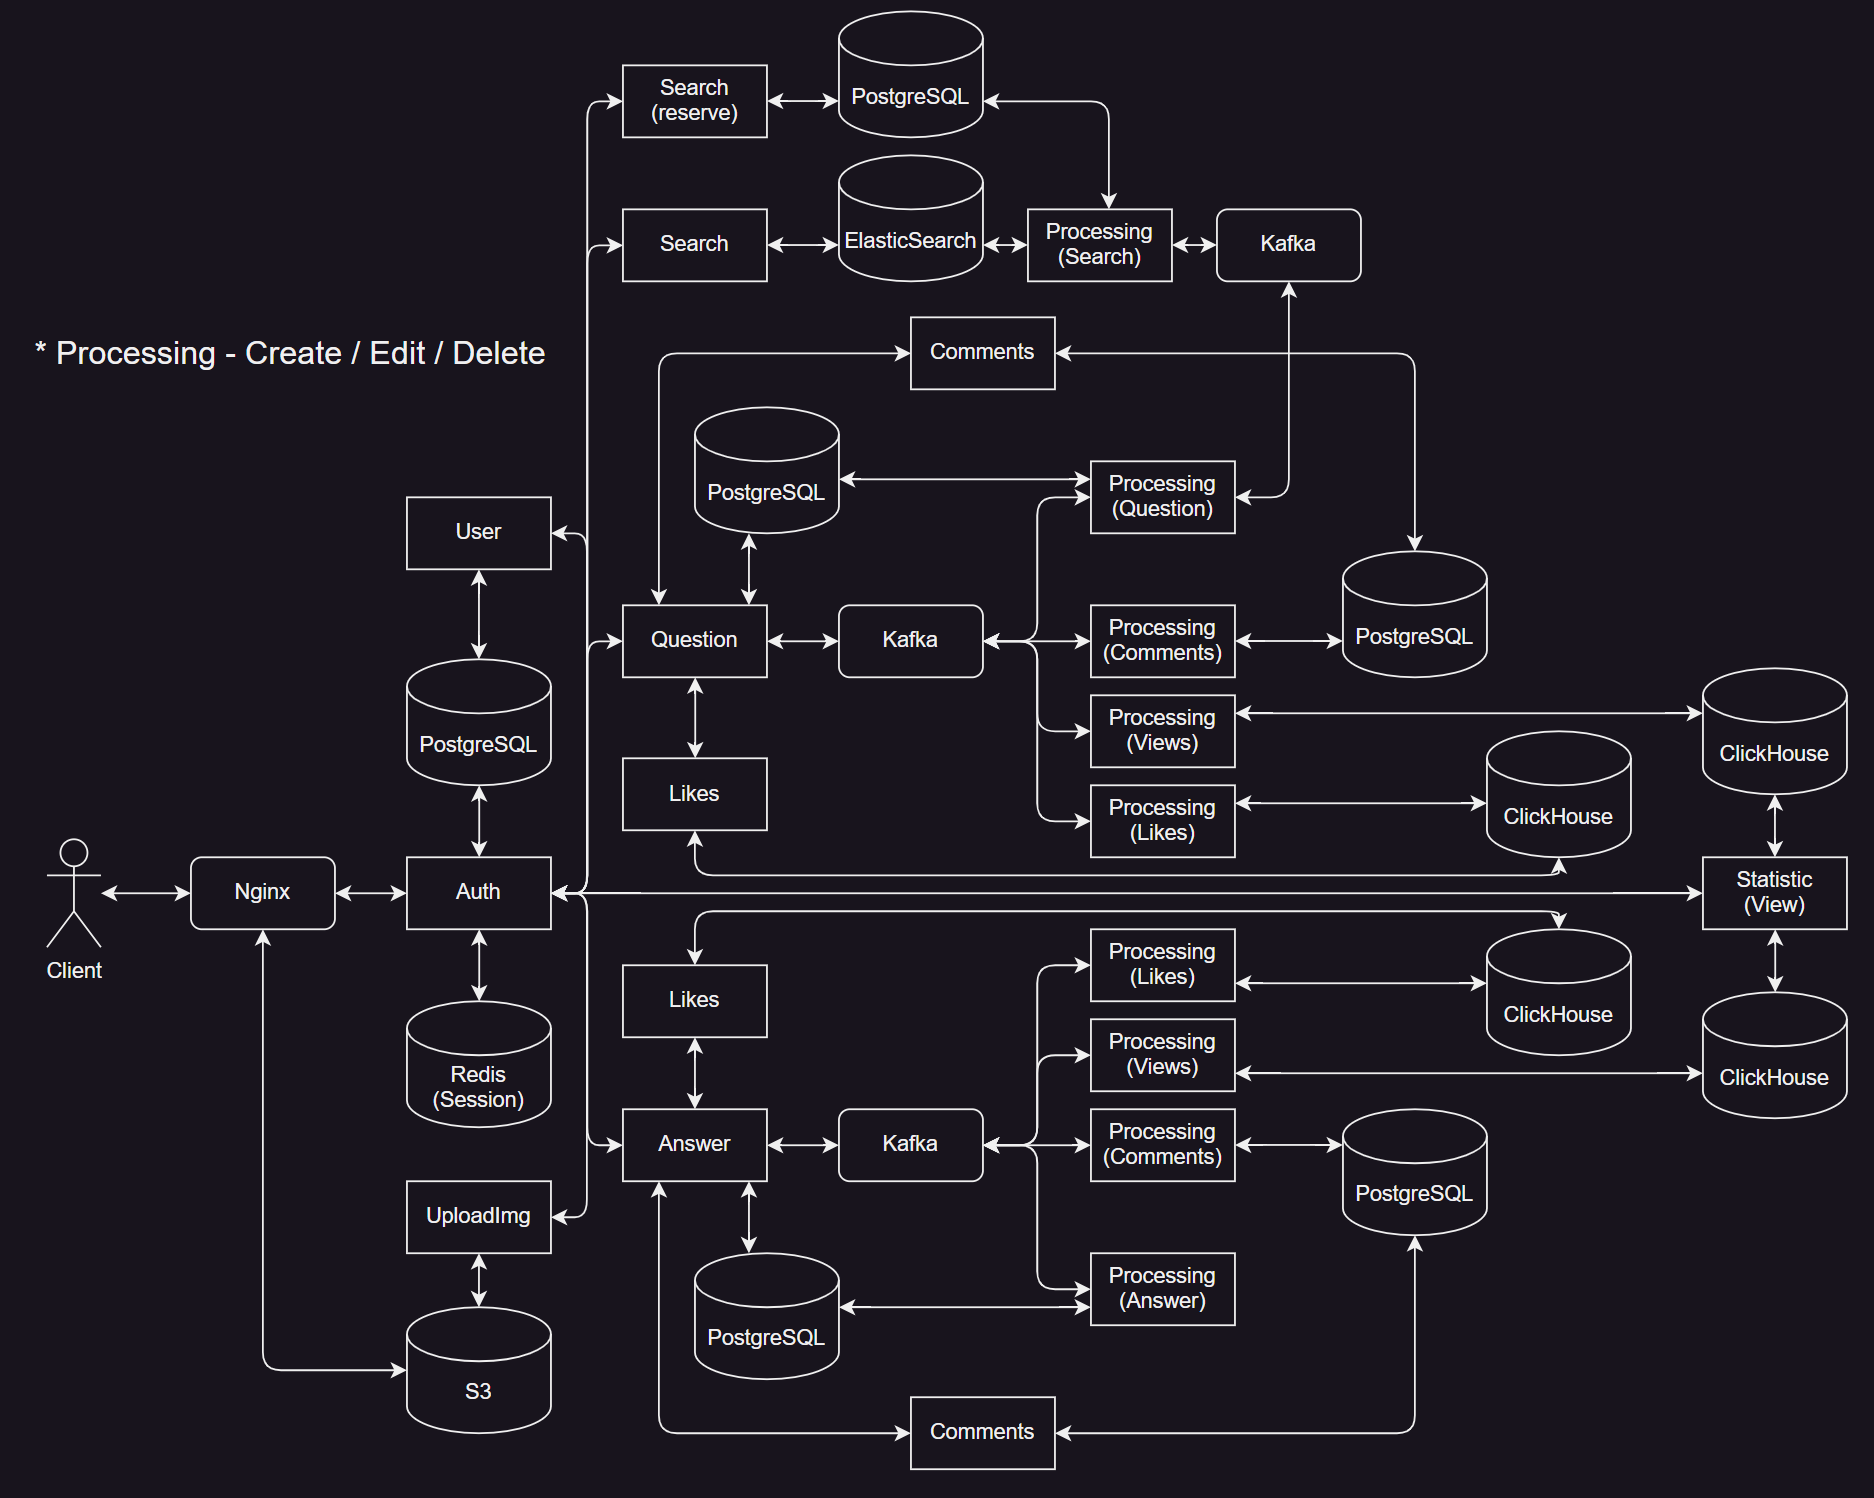 Search
(reserve)
PostgreSQL
Search
ElasticSearch
Processing
(Search)
Kafka
* Processing - Create / Edit / Delete
Comments
PostgreSQL
Processing
(Question)
User
Question
Kafka
Processing
(Comments)
PostgreSQL
PostgreSQL
Processing
(Views)
ClickHouse
Likes
Processing
(Likes)
ClickHouse
Client
Nginx
Auth
Statistic
(View)
Likes
Processing
(Likes)
ClickHouse
Redis
(Session)
Processing
(Views)
ClickHouse
Answer
Kafka
Processing
(Comments)
PostgreSQL
UploadImg
PostgreSQL
Processing
(Answer)
S3
Comments